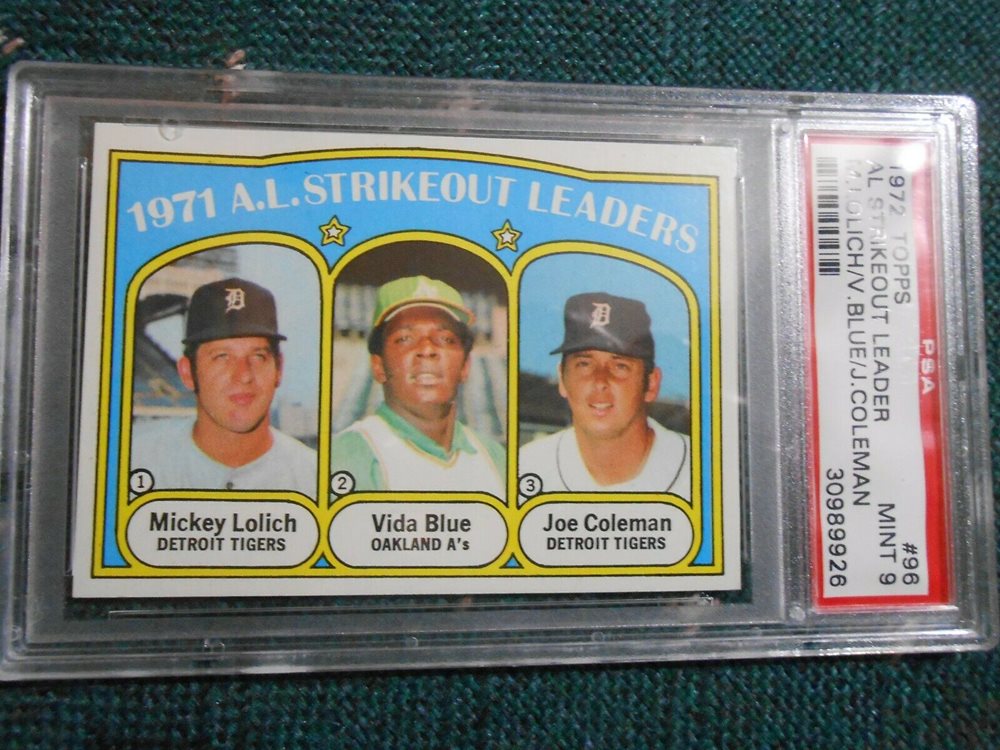 1971 A.L. STRIKEOUT LEADERS
D
D
1
2
3
Mickey Lolich
DETROIT TIGERS
Vida Blue
OAKLAND A's
Joe Coleman
DETROIT TIGERS
1972 TOPPS #96
AL STRIKEOUT LEADER MINT 9
M.LOLICH/V.BLUE/J.COLEMAN 30989926
PSA